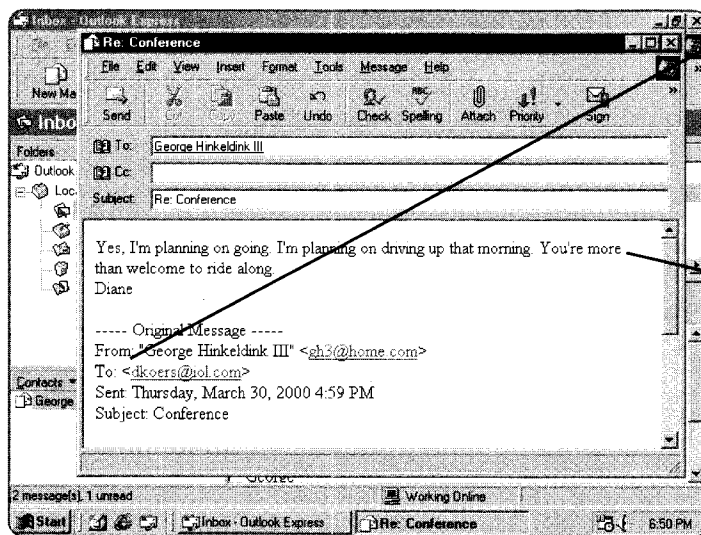 Inbox - Outlook Express
Re: Conference
File Edit View Insert Format Tools Message Help
New Ma
Send Cut Copy Paste Undo Check Spelling Attach Priority Sign
Inbo
To: George Hinkeldink III
Folders
Cc:
Outlook
Subject: Re: Conference
Loc
Yes, I'm planning on going. I'm planning on driving up that morning. You're more
than welcome to ride along.
Diane
----- Original Message -----
From: "George Hinkeldink III" <gh3@home.com>
To: <dkoers@iol.com>
Contacts
Sent: Thursday, March 30, 2000 4:59 PM
George
Subject: Conference
George
2 message(s), 1 unread
Working Online
Start
Inbox - Outlook Express
Re: Conference
6:50 PM